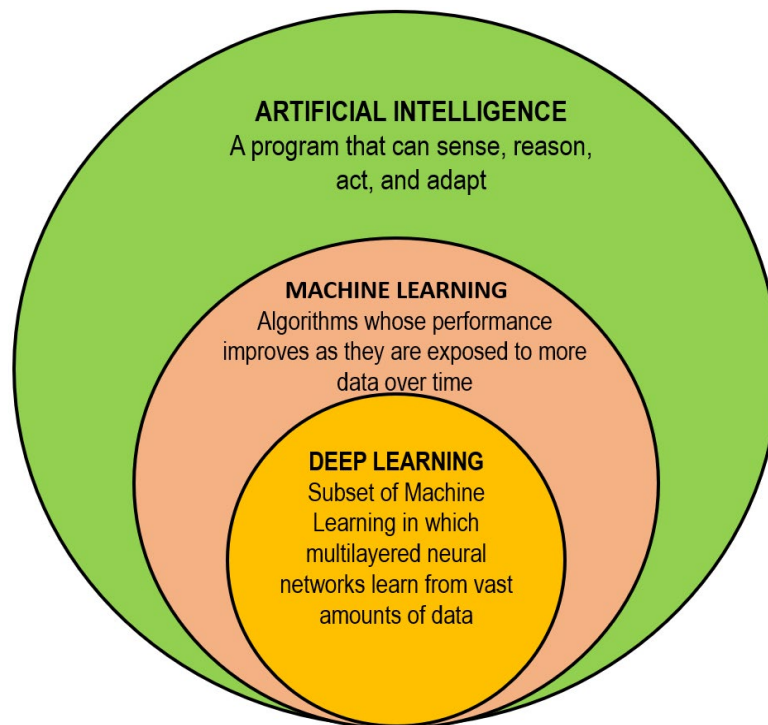 ARTIFICIAL INTELLIGENCE
A program that can sense, reason,
act, and adapt
MACHINE LEARNING
Algorithms whose performance
improves as they are exposed to more
data over time
DEEP LEARNING
Subset of Machine
Learning in which
multilayered neural
networks learn from vast
amounts of data